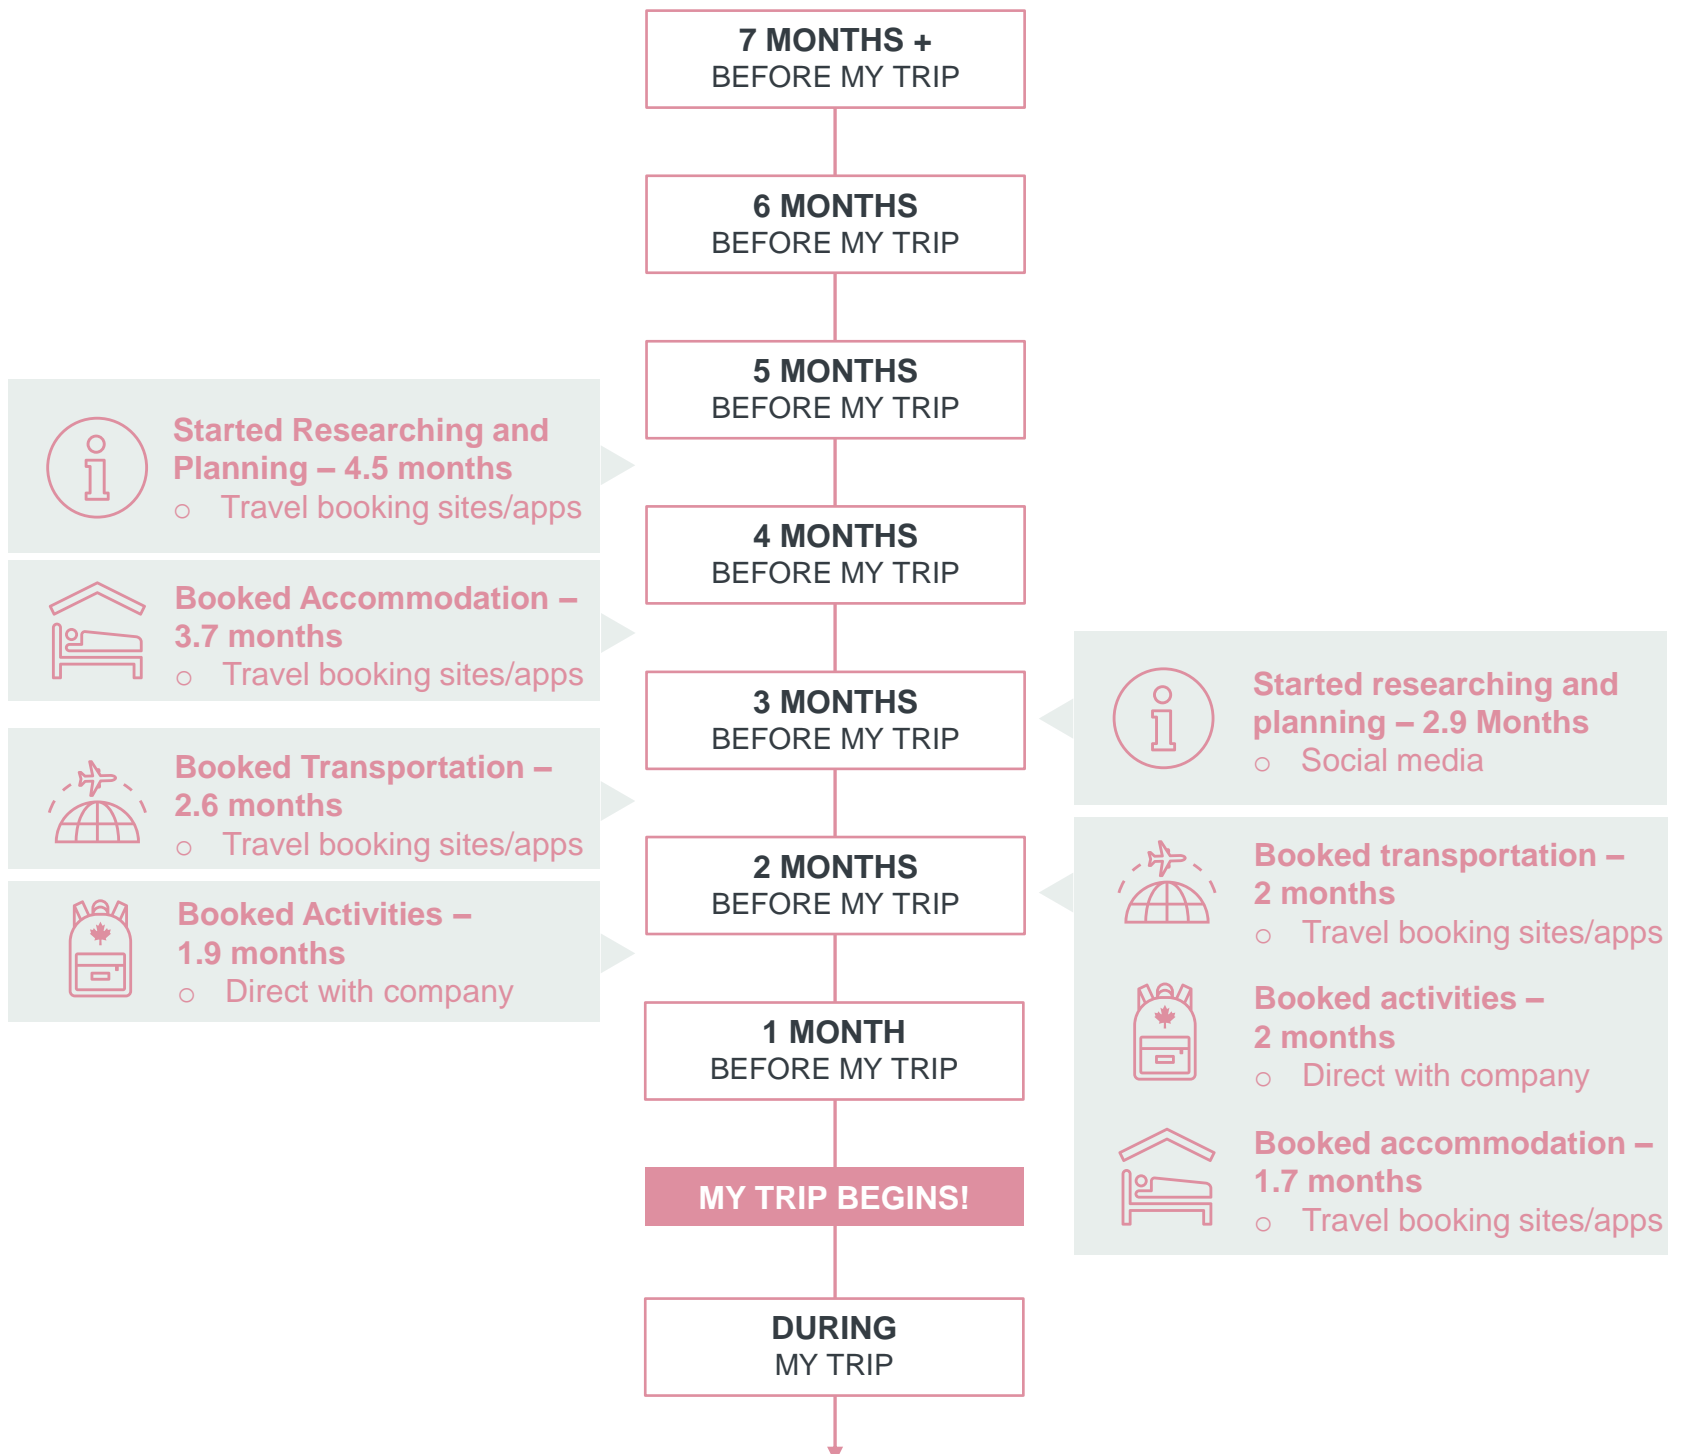 7 MONTHS +
BEFORE MY TRIP
6 MONTHS
BEFORE MY TRIP
5 MONTHS
BEFORE MY TRIP
Started Researching and
Planning – 4.5 months
o Travel booking sites/apps
4 MONTHS
BEFORE MY TRIP
Booked Accommodation –
3.7 months
o Travel booking sites/apps
3 MONTHS
BEFORE MY TRIP
Started researching and
planning – 2.9 Months
o Social media
Booked Transportation –
2.6 months
o Travel booking sites/apps
2 MONTHS
BEFORE MY TRIP
Booked transportation –
2 months
o Travel booking sites/apps
Booked activities –
2 months
o Direct with company
Booked accommodation –
1.7 months
o Travel booking sites/apps
Booked Activities –
1.9 months
o Direct with company
1 MONTH
BEFORE MY TRIP
MY TRIP BEGINS!
DURING
MY TRIP